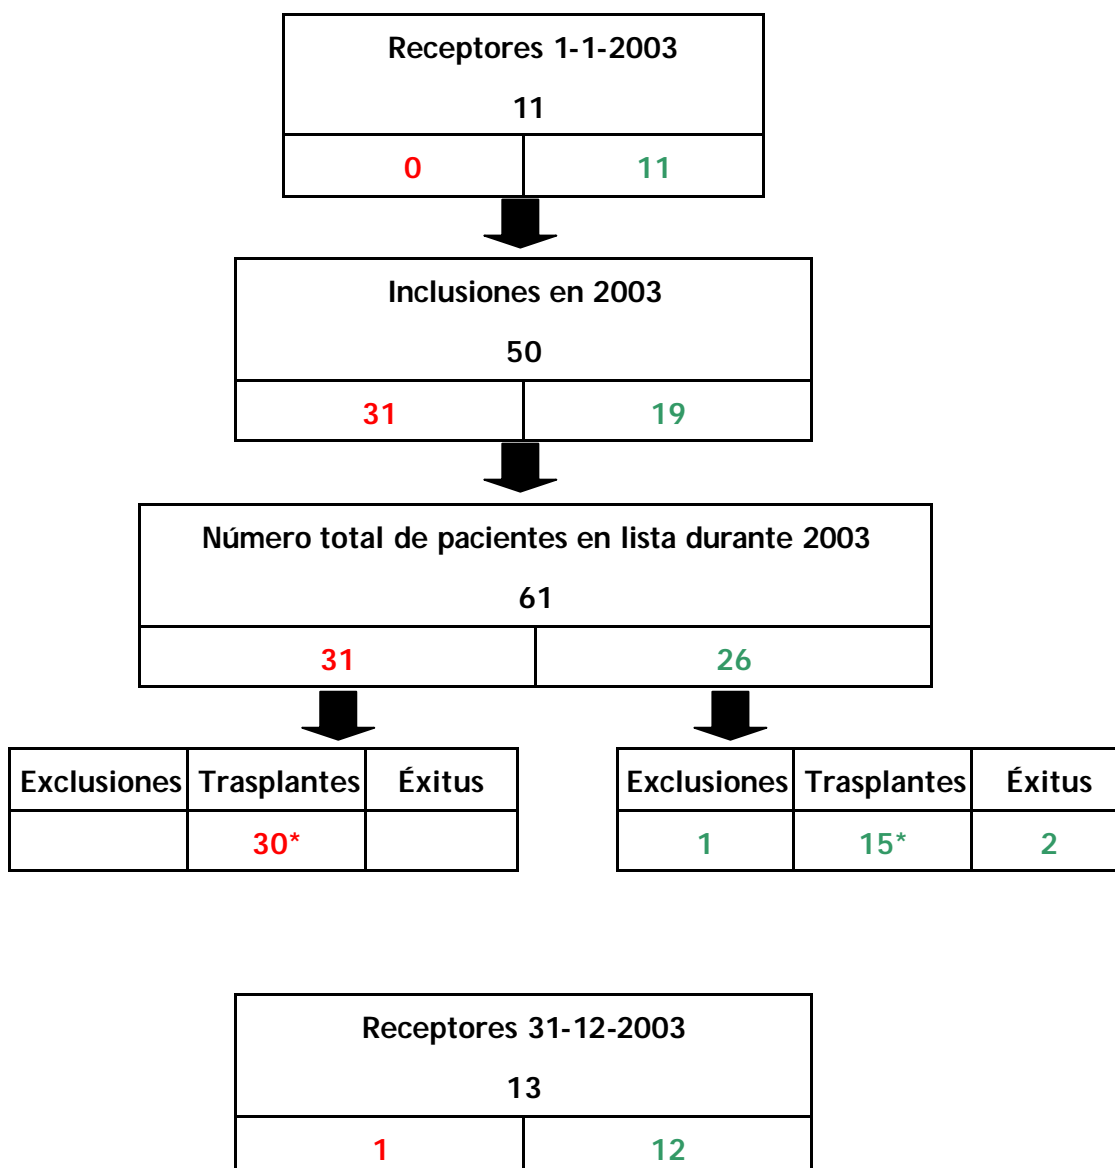 Receptores 1-1-2003
11
0 11
Inclusiones en 2003
50
31 19
Número total de pacientes en lista durante 2003
61
31 26
Exclusiones Trasplantes Éxitus
30*
Exclusiones Trasplantes Éxitus
1 15* 2
Receptores 31-12-2003
13
1 12